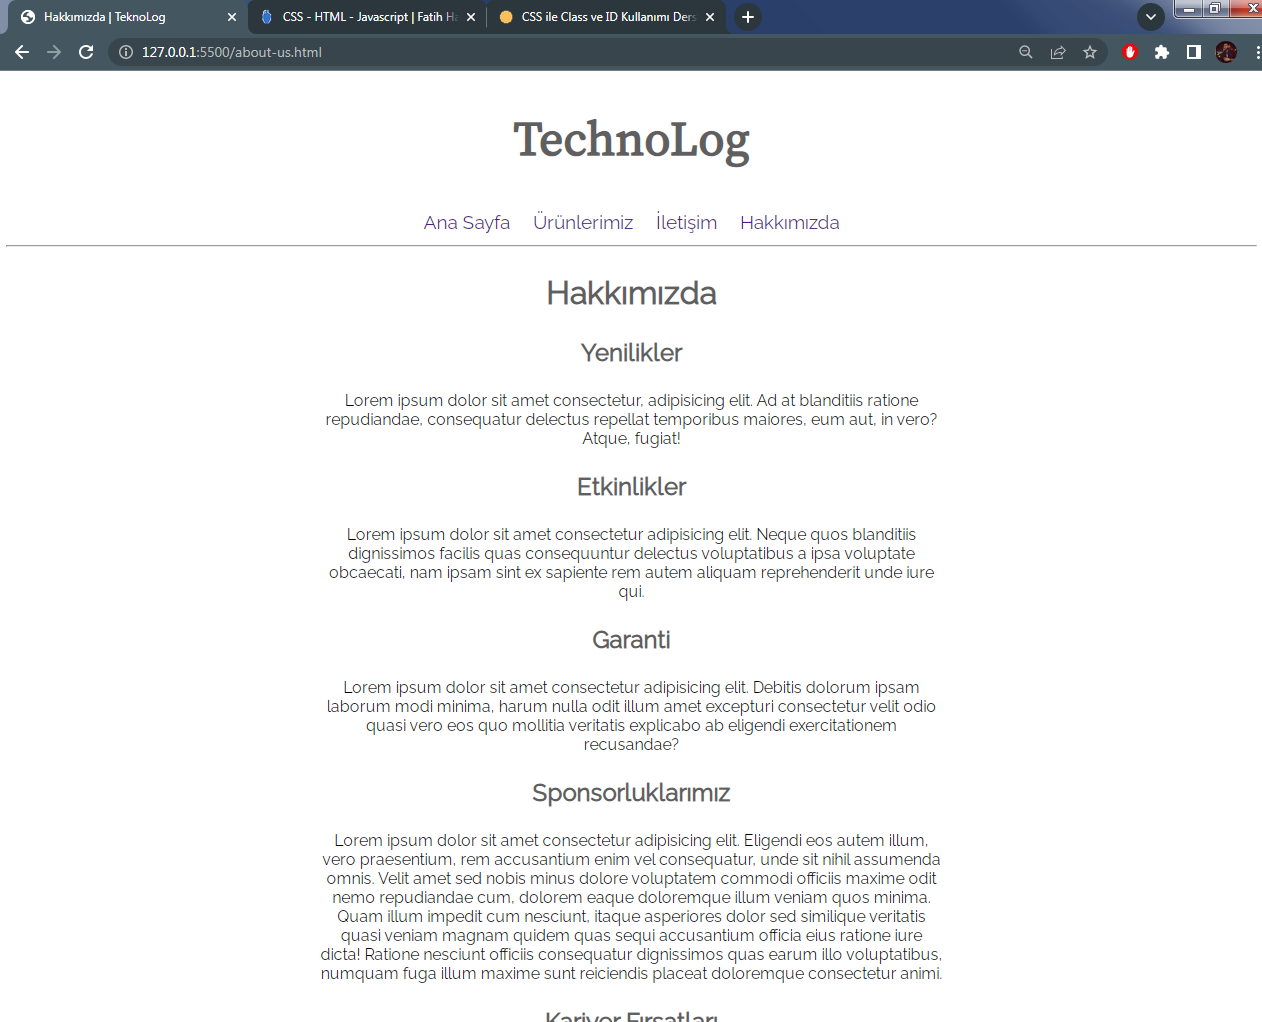 Hakkımızda | TeknoLog
CSS - HTML - Javascript | Fatih Ha
CSS ile Class ve ID Kullanımı Ders
127.0.0.1:5500/about-us.html
TechnoLog
Ana Sayfa Ürünlerimiz İletişim Hakkımızda
Hakkımızda
Yenilikler
Lorem ipsum dolor sit amet consectetur, adipisicing elit. Ad at blanditiis ratione
repudiandae, consequatur delectus repellat temporibus maiores, eum aut, in vero?
Atque, fugiat!
Etkinlikler
Lorem ipsum dolor sit amet consectetur adipisicing elit. Neque quos blanditiis
dignissimos facilis quas consequuntur delectus voluptatibus a ipsa voluptate
obcaecati, nam ipsam sint ex sapiente rem autem aliquam reprehenderit unde iure
qui.
Garanti
Lorem ipsum dolor sit amet consectetur adipisicing elit. Debitis dolorum ipsam
laborum modi minima, harum nulla odit illum amet excepturi consectetur velit odio
quasi vero eos quo mollitia veritatis explicabo ab eligendi exercitationem
recusandae?
Sponsorluklarımız
Lorem ipsum dolor sit amet consectetur adipisicing elit. Eligendi eos autem illum,
vero praesentium, rem accusantium enim vel consequatur, unde sit nihil assumenda
omnis. Velit amet sed nobis minus dolore voluptatem commodi officiis maxime odit
nemo repudiandae cum, dolorem eaque doloremque illum veniam quos minima.
Quam illum impedit cum nesciunt, itaque asperiores dolor sed similique veritatis
quasi veniam magnam quidem quas sequi accusantium officia eius ratione iure
dicta! Ratione nesciunt officiis consequatur dignissimos quas earum illo voluptatibus,
numquam fuga illum maxime sunt reiciendis placeat doloremque consectetur animi.
Kariyer Fırsatları